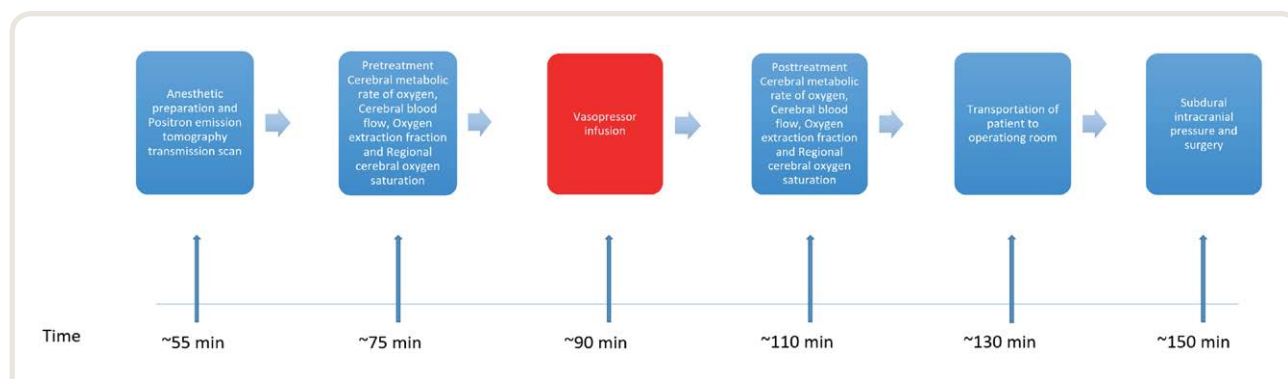 Anesthetic
preparation and
Positron emission
tomography
transmission scan
Pretreatment
Cerebral metabolic
rate of oxygen,
Cerebral blood
flow, Oxygen
extraction fraction
and Regional
cerebral oxygen
saturation
Vasopressor
infusion
Posttreatment
Cerebral metabolic
rate of oxygen,
Cerebral blood
flow, Oxygen
extraction fraction
and Regional
cerebral oxygen
saturation
Transportation of
patient to
operationg room
Subdural
intracranial
pressure and
surgery
Time
~55 min
~75 min
~90 min
~110 min
~130 min
~150 min